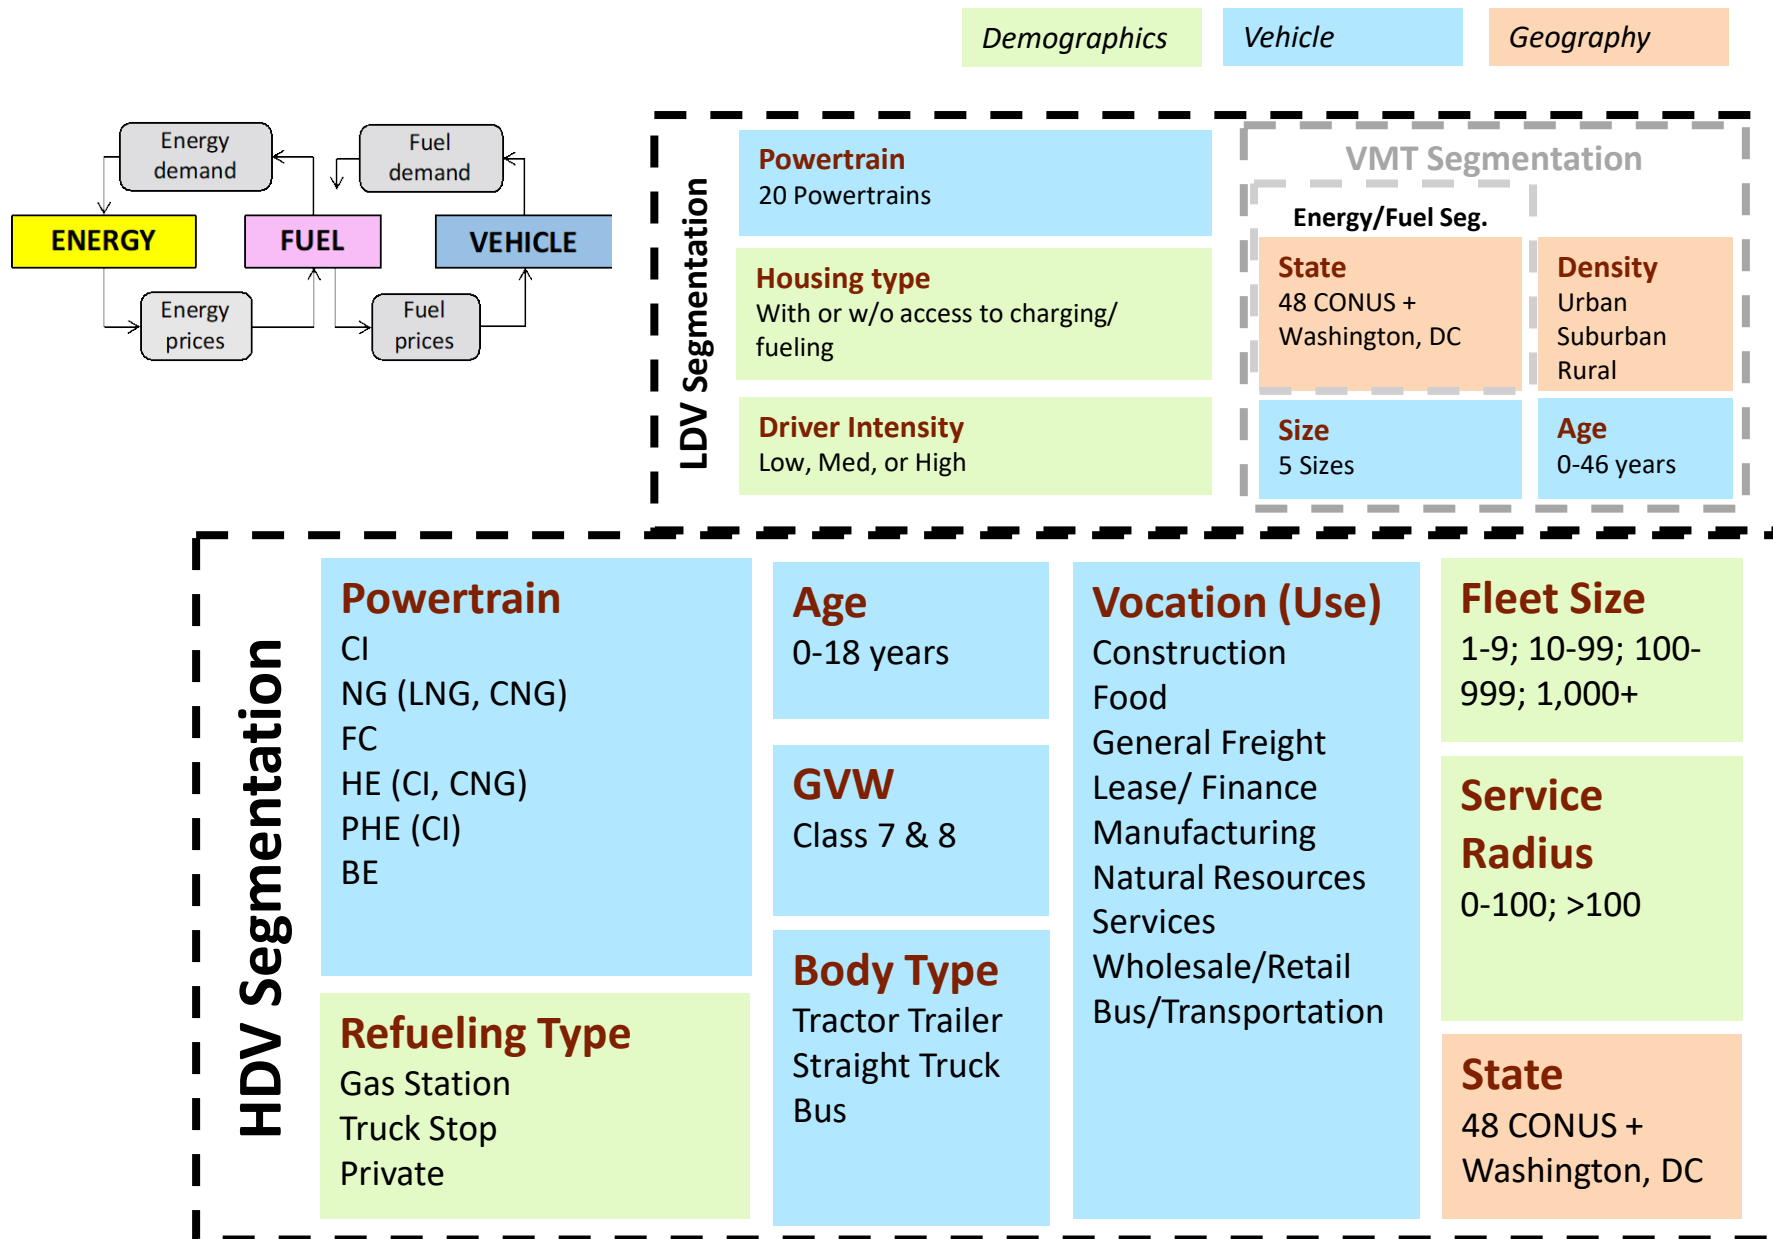 Demographics
Vehicle
Geography
Energy
demand
Fuel
demand
ENERGY
FUEL
VEHICLE
Energy
prices
Fuel
prices
LDV Segmentation
Powertrain
20 Powertrains
Housing type
With or w/o access to charging/
fueling
Driver Intensity
Low, Med, or High
VMT Segmentation
Energy/Fuel Seg.
State
48 CONUS +
Washington, DC
Density
Urban
Suburban
Rural
Size
5 Sizes
Age
0-46 years
HDV Segmentation
Powertrain
CI
NG (LNG, CNG)
FC
HE (CI, CNG)
PHE (CI)
BE
Refueling Type
Gas Station
Truck Stop
Private
Age
0-18 years
GVW
Class 7 & 8
Body Type
Tractor Trailer
Straight Truck
Bus
Vocation (Use)
Construction
Food
General Freight
Lease/ Finance
Manufacturing
Natural Resources
Services
Wholesale/Retail
Bus/Transportation
Fleet Size
1-9; 10-99; 100-
999; 1,000+
Service
Radius
0-100; >100
State
48 CONUS +
Washington, DC